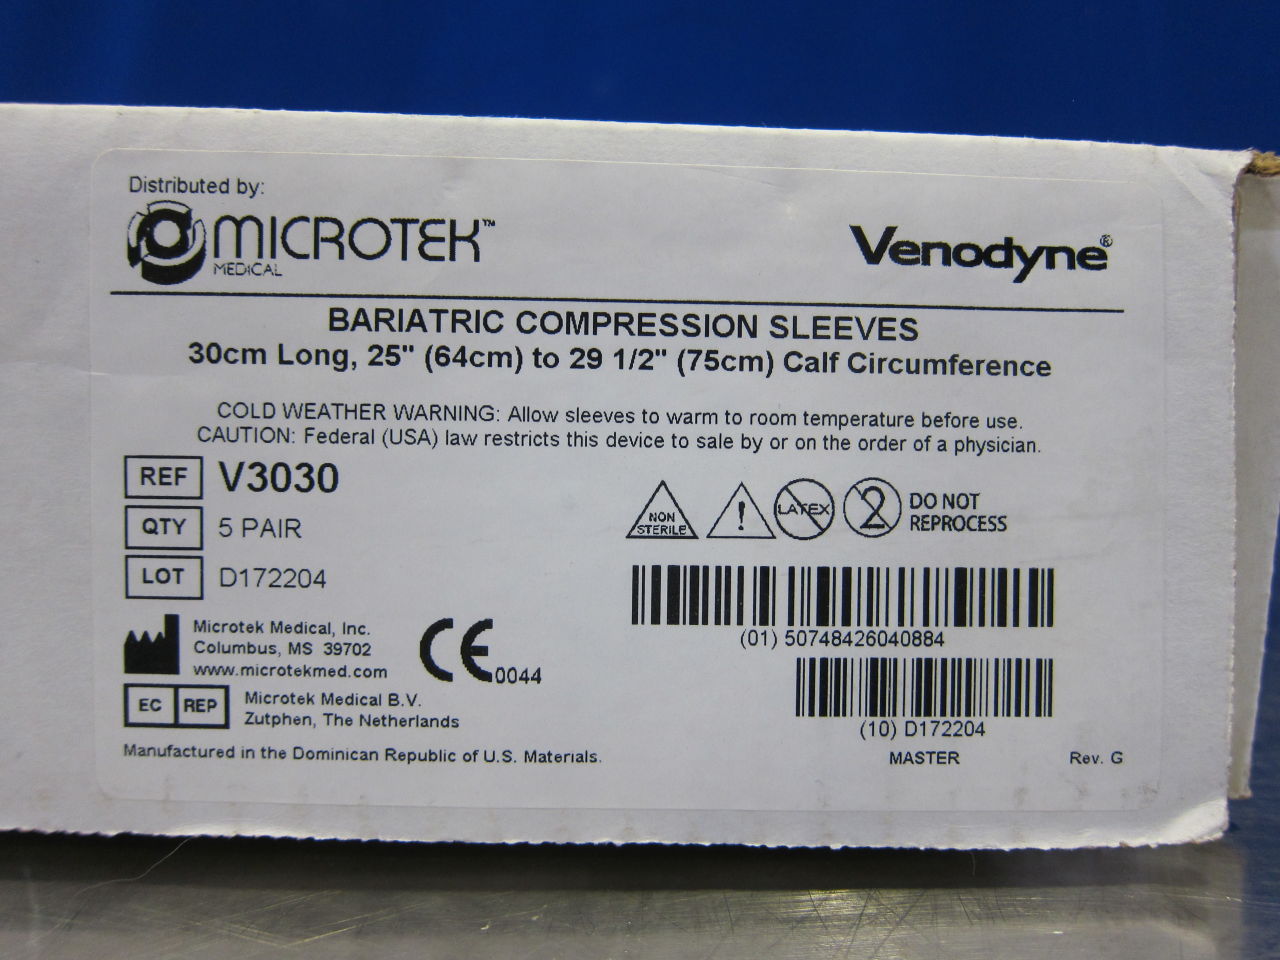 Distributed by:
MICROTEK™
MEDICAL
Venodyne®
BARIATRIC COMPRESSION SLEEVES
30cm Long, 25" (64cm) to 29 1/2" (75cm) Calf Circumference
COLD WEATHER WARNING: Allow sleeves to warm to room temperature before use.
CAUTION: Federal (USA) law restricts this device to sale by or on the order of a physician.
REF V3030
QTY 5 PAIR
LOT D172204
NON
STERILE
!
LATEX
2
DO NOT
REPROCESS
(01) 50748426040884
(10) D172204
Microtek Medical, Inc.
Columbus, MS 39702
www.microtekmed.com
CE 0044
EC REP
Microtek Medical B.V.
Zutphen, The Netherlands
Manufactured in the Dominican Republic of U.S. Materials.
MASTER
Rev. G